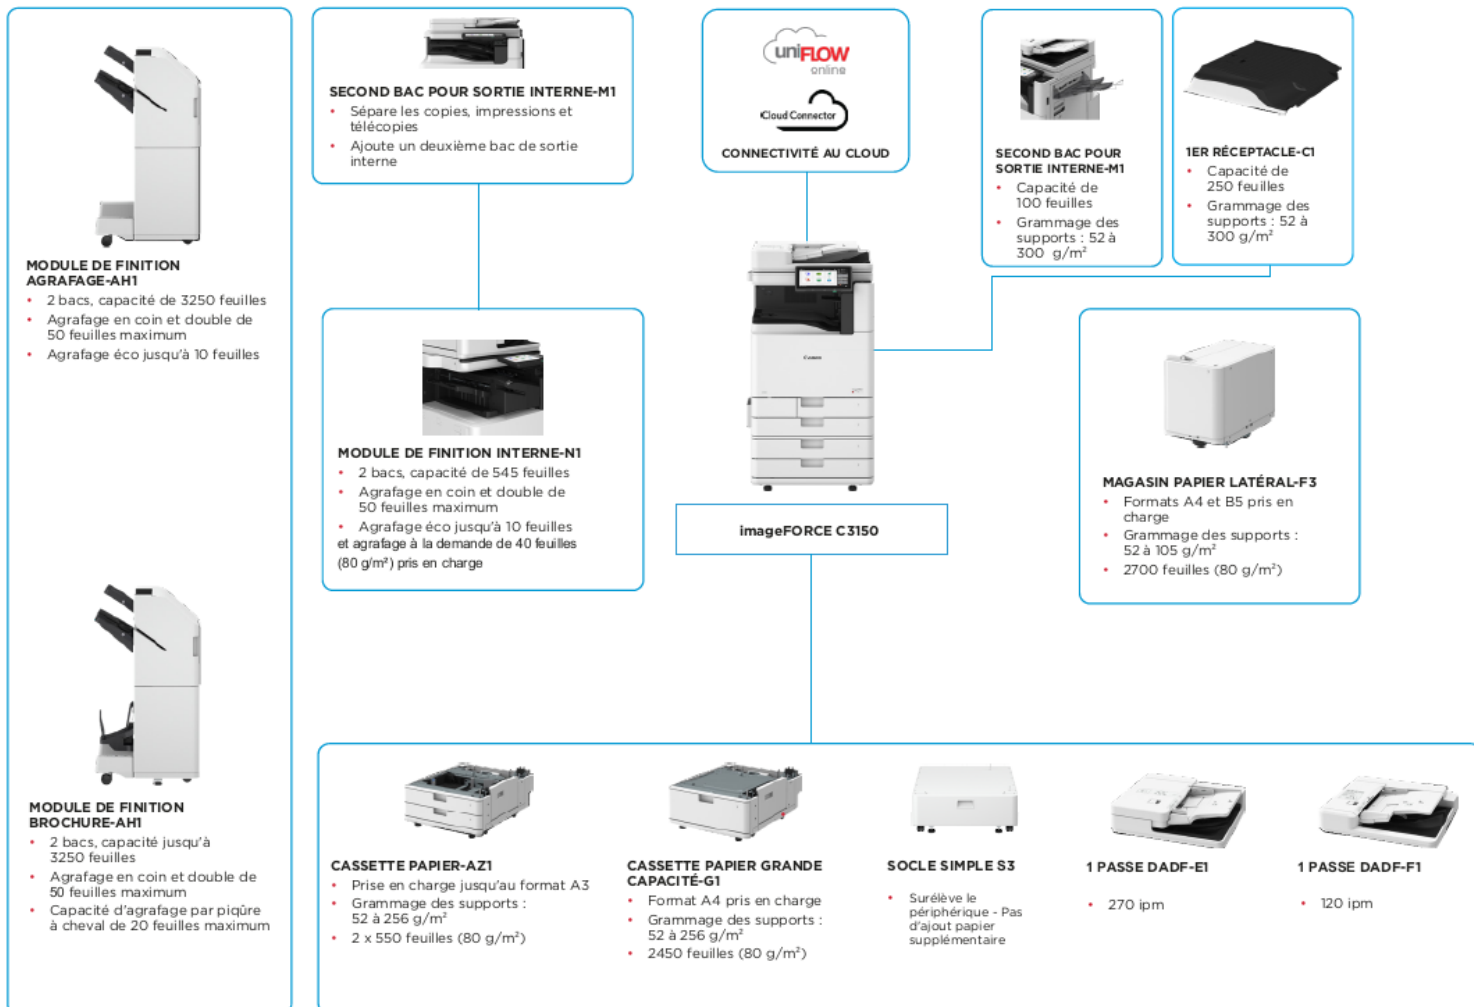 MODULE DE FINITION
AGRAFAGE-AH1
• 2 bacs, capacité de 3250 feuilles
• Agrafage en coin et double de
50 feuilles maximum
• Agrafage éco jusqu'à 10 feuilles
MODULE DE FINITION
BROCHURE-AH1
• 2 bacs, capacité jusqu'à
3250 feuilles
• Agrafage en coin et double de
50 feuilles maximum
• Capacité d'agrafage par piqûre
à cheval de 20 feuilles maximum
SECOND BAC POUR SORTIE INTERNE-M1
• Sépare les copies, impressions et
télécopies
• Ajoute un deuxième bac de sortie
interne
MODULE DE FINITION INTERNE-N1
• 2 bacs, capacité de 545 feuilles
• Agrafage en coin et double de
50 feuilles maximum
• Agrafage éco jusqu'à 10 feuilles
et agrafage à la demande de 40 feuilles
(80 g/m²) pris en charge
uniFLOW
online
iCloud Connector
CONNECTIVITÉ AU CLOUD
Canon
imageFORCE C3150
SECOND BAC POUR
SORTIE INTERNE-M1
• Capacité de
100 feuilles
• Grammage des
supports : 52 à
300 g/m²
1ER RÉCEPTACLE-C1
• Capacité de
250 feuilles
• Grammage des
supports : 52 à
300 g/m²
MAGASIN PAPIER LATÉRAL-F3
• Formats A4 et B5 pris en
charge
• Grammage des supports :
52 à 105 g/m²
• 2700 feuilles (80 g/m²)
CASSETTE PAPIER-AZ1
• Prise en charge jusqu'au format A3
• Grammage des supports :
52 à 256 g/m²
• 2 x 550 feuilles (80 g/m²)
CASSETTE PAPIER GRANDE
CAPACITÉ-G1
• Format A4 pris en charge
• Grammage des supports :
52 à 256 g/m²
• 2450 feuilles (80 g/m²)
SOCLE SIMPLE S3
• Surélève le
périphérique - Pas
d'ajout papier
supplémentaire
1 PASSE DADF-E1
• 270 ipm
1 PASSE DADF-F1
• 120 ipm